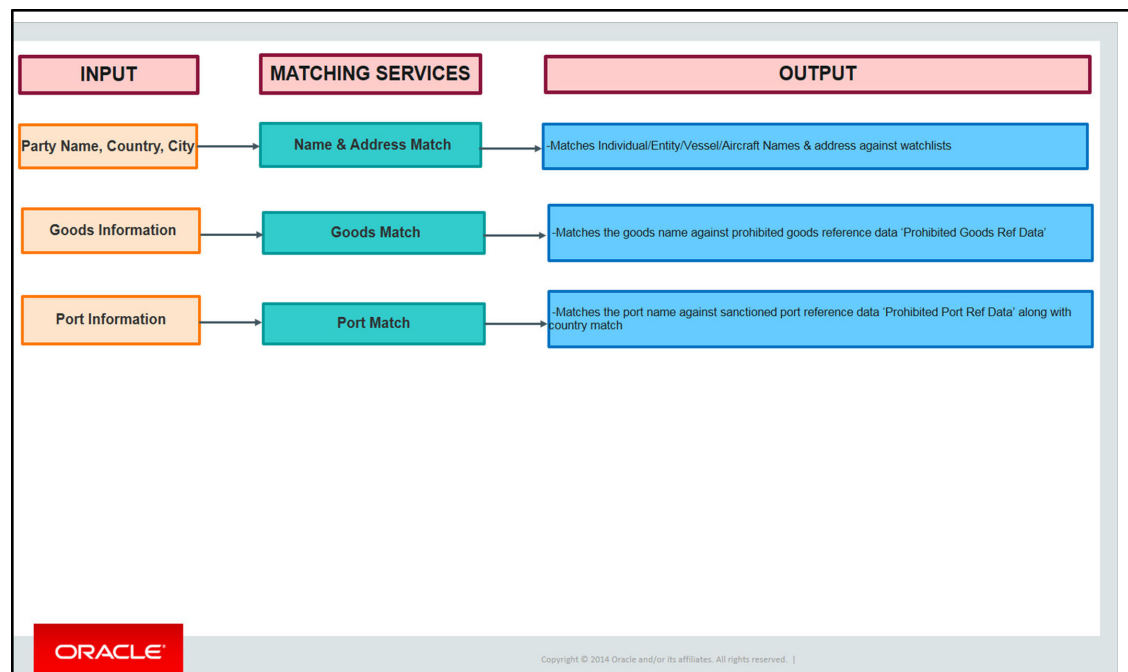 INPUT
MATCHING SERVICES
OUTPUT
Party Name, Country, City
Name & Address Match
-Matches Individual/Entity/Vessel/Aircraft Names & address against watchlists
Goods Information
Goods Match
-Matches the goods name against prohibited goods reference data ‘Prohibited Goods Ref Data’
Port Information
Port Match
-Matches the port name against sanctioned port reference data ‘Prohibited Port Ref Data’ along with
country match
ORACLE
Copyright © 2014 Oracle and/or its affiliates. All rights reserved. |